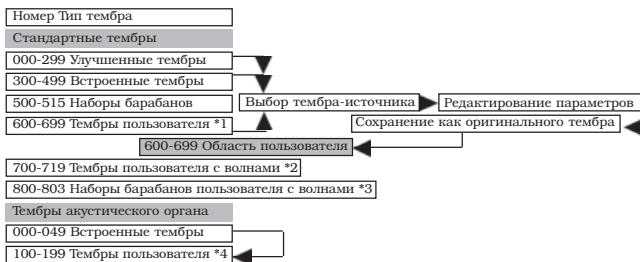 Номер Тип тембра
Стандартные тембры
000-299 Улучшенные тембры
300-499 Встроенные тембры
500-515 Наборы барабанов
Выбор тембра-источника
Редактирование параметров
600-699 Тембры пользователя *1
Сохранение как оригинального тембра
600-699 Область пользователя
700-719 Тембры пользователя с волнами *2
800-803 Наборы барабанов пользователя с волнами *3
Тембры акустического органа
000-049 Встроенные тембры
100-199 Тембры пользователя *4